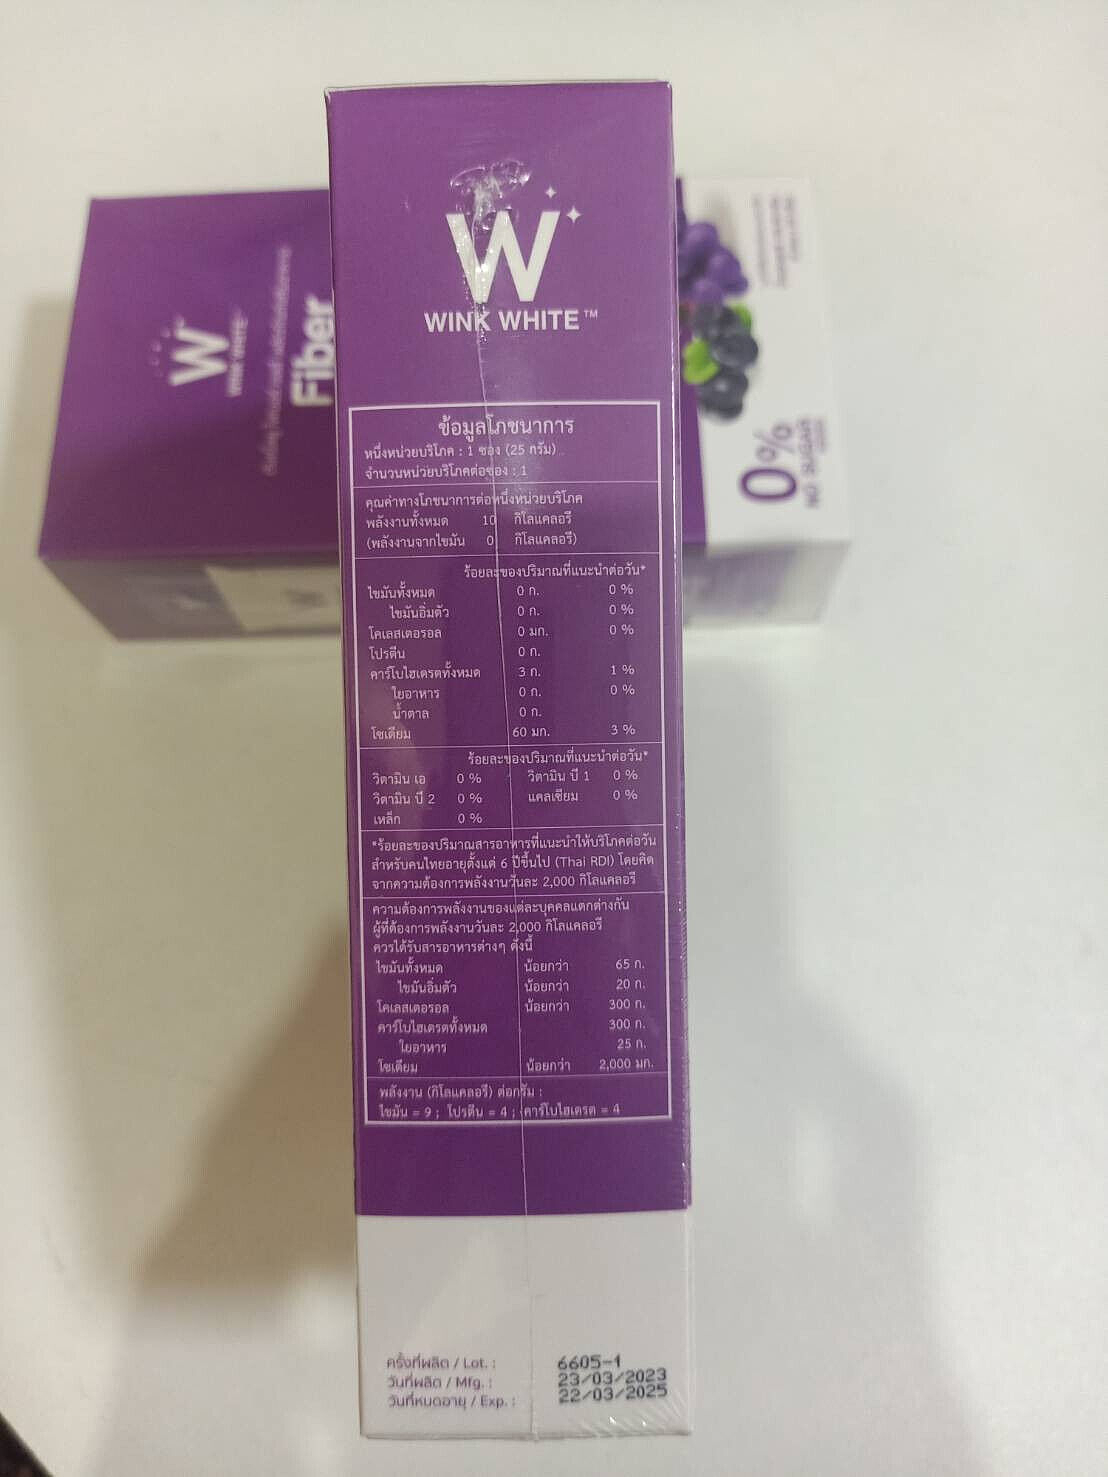 W
WINK WHITE™
ข้อมูลโภชนาการ
หนึ่งหน่วยบริโภค : 1 ซอง (25 กรัม)
จำนวนหน่วยบริโภคต่อซอง : 1
คุณค่าทางโภชนาการต่อหนึ่งหน่วยบริโภค
พลังงานทั้งหมด 10 กิโลแคลอรี
(พลังงานจากไขมัน 0 กิโลแคลอรี)
ร้อยละของปริมาณที่แนะนำต่อวัน*
ไขมันทั้งหมด 0 ก. 0 %
ไขมันอิ่มตัว 0 ก. 0 %
โคเลสเตอรอล 0 มก. 0 %
โปรตีน 0 ก.
คาร์โบไฮเดรตทั้งหมด 3 ก. 1 %
ใยอาหาร 0 ก. 0 %
น้ำตาล 0 ก.
โซเดียม 60 มก. 3 %
ร้อยละของปริมาณที่แนะนำต่อวัน*
วิตามิน เอ 0 % วิตามิน บี 1 0 %
วิตามิน บี 2 0 % แคลเซียม 0 %
เหล็ก 0 %
*ร้อยละของปริมาณสารอาหารที่แนะนำให้บริโภคต่อวัน
สำหรับคนไทยอายุตั้งแต่ 6 ปีขึ้นไป (Thai RDI) โดยคิด
จากความต้องการพลังงานวันละ 2,000 กิโลแคลอรี
ความต้องการพลังงานของแต่ละบุคคลแตกต่างกัน
ผู้ที่ต้องการพลังงานวันละ 2,000 กิโลแคลอรี
ควรได้รับสารอาหารต่างๆ ดังนี้
ไขมันทั้งหมด น้อยกว่า 65 ก.
ไขมันอิ่มตัว น้อยกว่า 20 ก.
โคเลสเตอรอล น้อยกว่า 300 ก.
คาร์โบไฮเดรตทั้งหมด 300 ก.
ใยอาหาร 25 ก.
โซเดียม น้อยกว่า 2,000 มก.
พลังงาน (กิโลแคลอรี) ต่อกรัม :
ไขมัน = 9 ; โปรตีน = 4 ; คาร์โบไฮเดรต = 4
ครั้งที่ผลิต / Lot. : 6605-1
วันที่ผลิต / Mfg. : 23/03/2023
วันที่หมดอายุ / Exp. : 22/03/2025
W
WINK WHITE
Fiber
0%